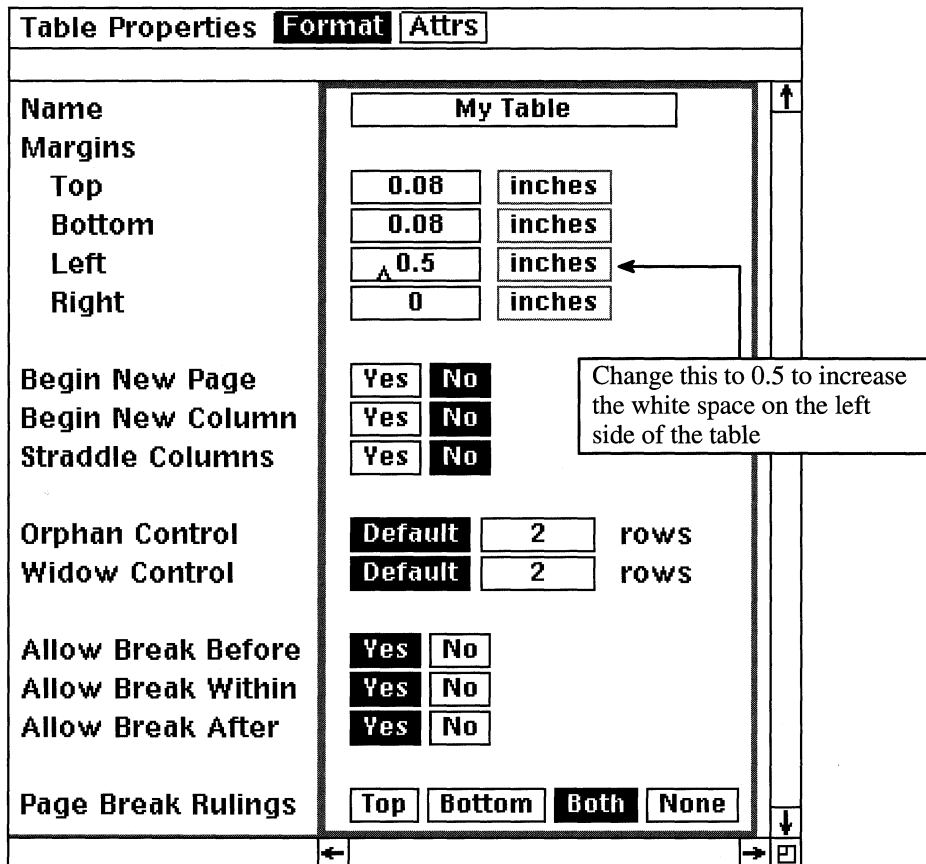 Table Properties Format Attrs
Name My Table
Margins
Top 0.08 inches
Bottom 0.08 inches
Left 0.5 inches
Right 0 inches
Begin New Page Yes No
Begin New Column Yes No
Straddle Columns Yes No
Change this to 0.5 to increase
the white space on the left
side of the table
Orphan Control Default 2 rows
Widow Control Default 2 rows
Allow Break Before Yes No
Allow Break Within Yes No
Allow Break After Yes No
Page Break Rulings Top Bottom Both None